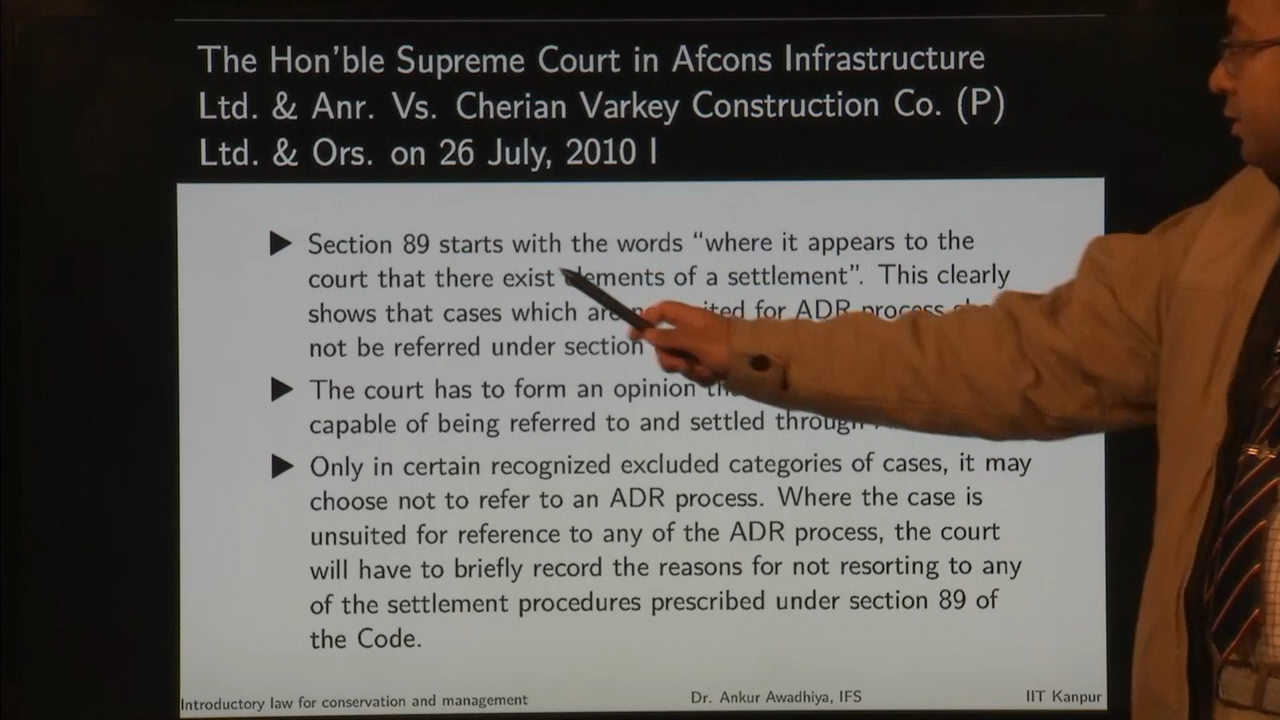 The Hon'ble Supreme Court in Afcons Infrastructure
Ltd. & Anr. Vs. Cherian Varkey Construction Co. (P)
Ltd. & Ors. on 26 July, 2010 I
Section 89 starts with the words “where it appears to the
court that there exist elements of a settlement”. This clearly
shows that cases which are for ADR process
not be referred under section
The court has to form an opinion
capable of being referred to and settled through
Only in certain recognized excluded categories of cases, it may
choose not to refer to an ADR process. Where the case is
unsuited for reference to any of the ADR process, the court
will have to briefly record the reasons for not resorting to any
of the settlement procedures prescribed under section 89 of
the Code.
Introductory law for conservation and management
Dr. Ankur Awadhiya, IFS
IIT Kanpur